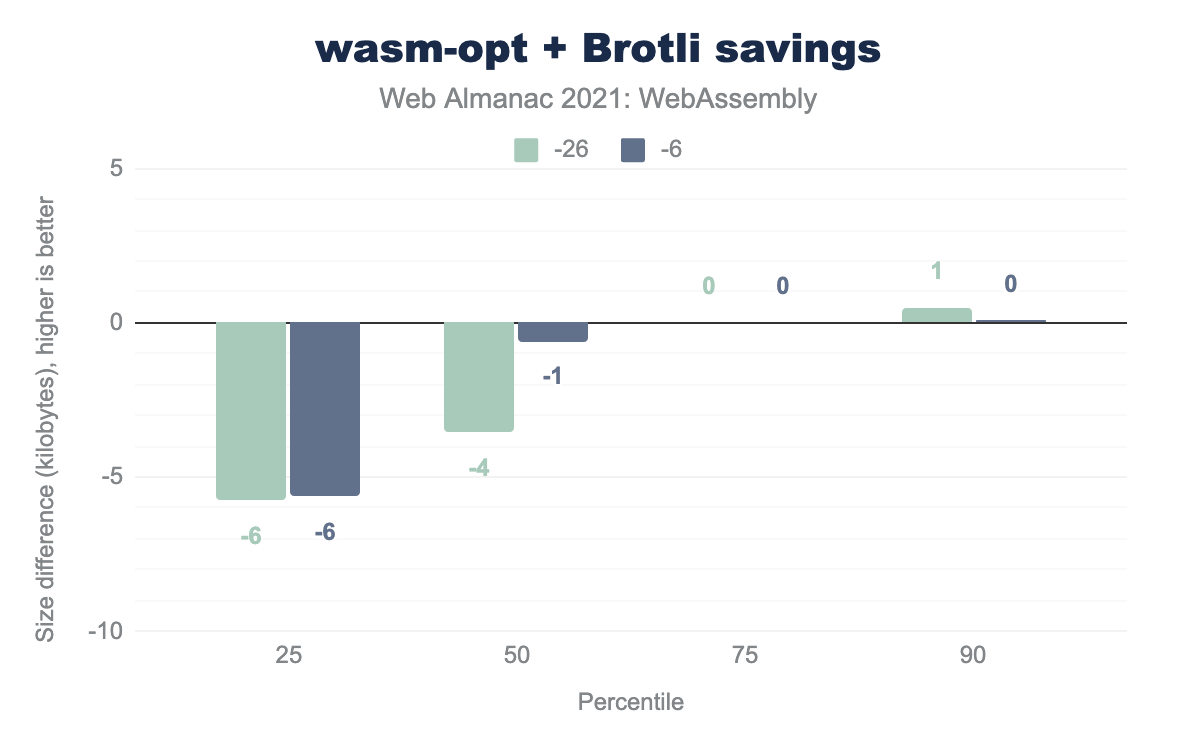 wasm-opt + Brotli savings
Web Almanac 2021: WebAssembly
-26 -6
Size difference (kilobytes), higher is better
5
0
-5
-10
-6 -6
-4 -1
0 0
1 0
25 50 75 90
Percentile